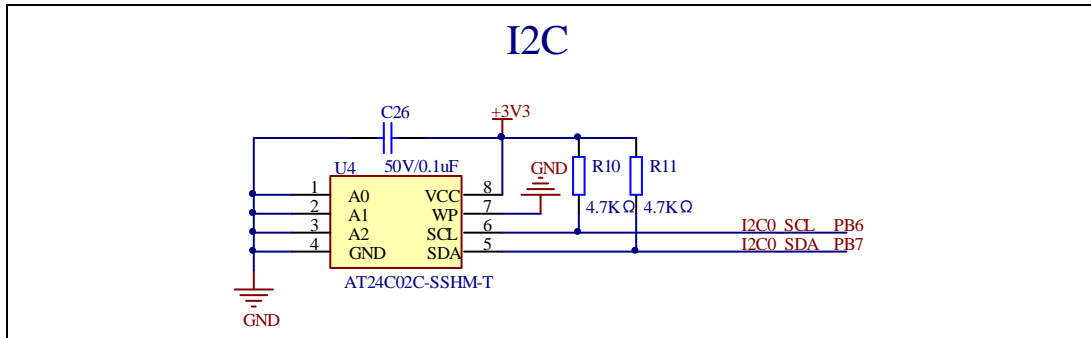 I2C
C26
+3V3
U4
50V/0.1uF
GND
R10
R11
1 A0 VCC 8
2 A1 WP 7
4.7KΩ 4.7KΩ
3 A2 SCL 6
I2C0_SCL PB6
4 GND SDA 5
I2C0_SDA PB7
AT24C02C-SSHM-T
GND